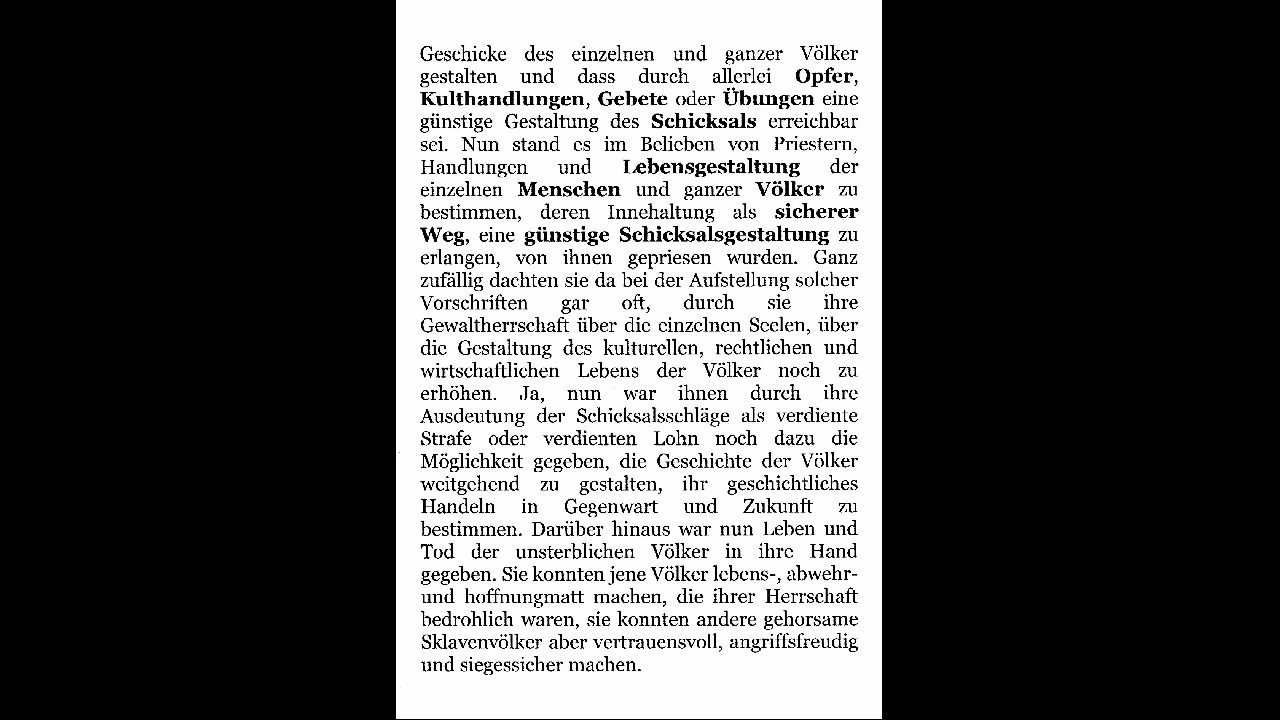 Geschicke des einzelnen und ganzer Völker
gestalten und dass durch allerlei Opfer,
Kulthandlungen, Gebete oder Übungen eine
günstige Gestaltung des Schicksals erreichbar
sei. Nun stand es im Belieben von Priestern,
Handlungen und Lebensgestaltung der
einzelnen Menschen und ganzer Völker zu
bestimmen, deren Innehaltung als sicherer
Weg, eine günstige Schicksalsgestaltung zu
erlangen, von ihnen gepriesen wurden. Ganz
zufällig dachten sie da bei der Aufstellung solcher
Vorschriften gar oft, durch sie ihre
Gewaltherrschaft über die einzelnen Seelen, über
die Gestaltung des kulturellen, rechtlichen und
wirtschaftlichen Lebens der Völker noch zu
erhöhen. Ja, nun war ihnen durch ihre
Ausdeutung der Schicksalsschläge als verdiente
Strafe oder verdienten Lohn noch dazu die
Möglichkeit gegeben, die Geschichte der Völker
weitgehend zu gestalten, ihr geschichtliches
Handeln in Gegenwart und Zukunft zu
bestimmen. Darüber hinaus war nun Leben und
Tod der unsterblichen Völker in ihre Hand
gegeben. Sie konnten jene Völker lebens-, abwehr-
und hoffnungmatt machen, die ihrer Herrschaft
bedrohlich waren, sie konnten andere gehorsame
Sklavenvölker aber vertrauensvoll, angriffsfreudig
und siegessicher machen.